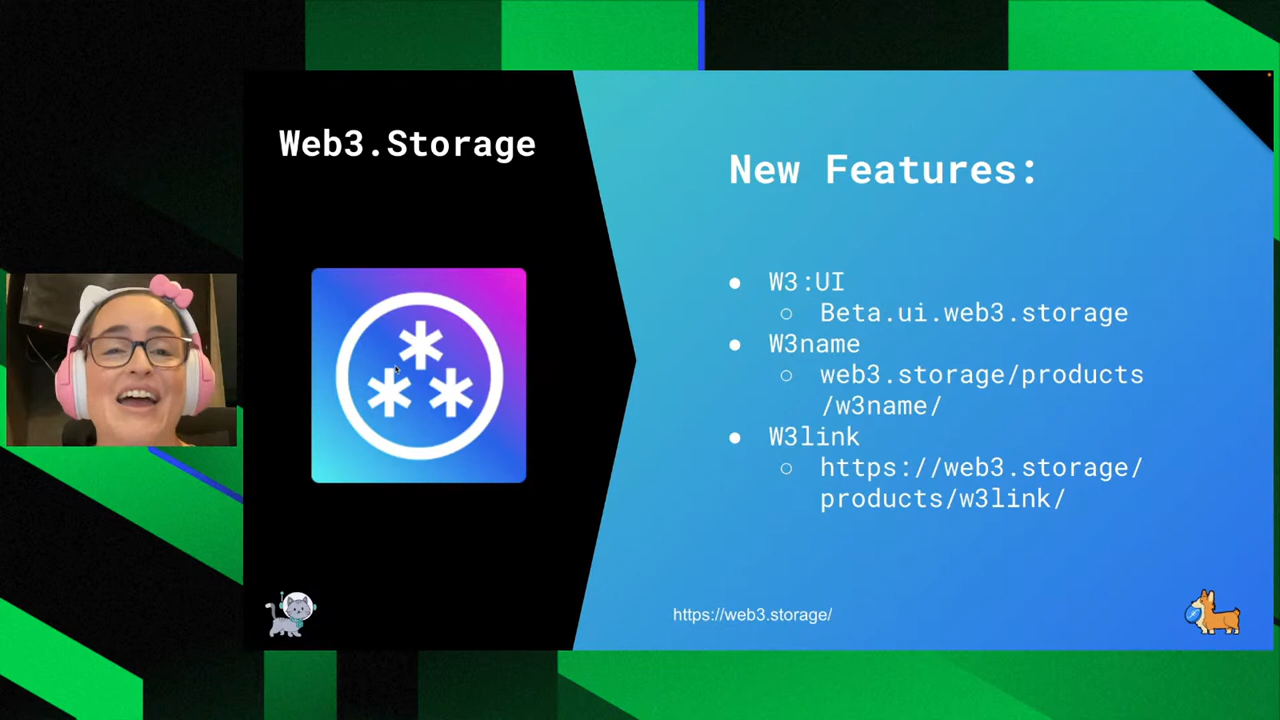 Web3.Storage
New Features:
● W3:UI
○ Beta.ui.web3.storage
● W3name
○ web3.storage/products
/w3name/
● W3link
○ https://web3.storage/
products/w3link/
https://web3.storage/